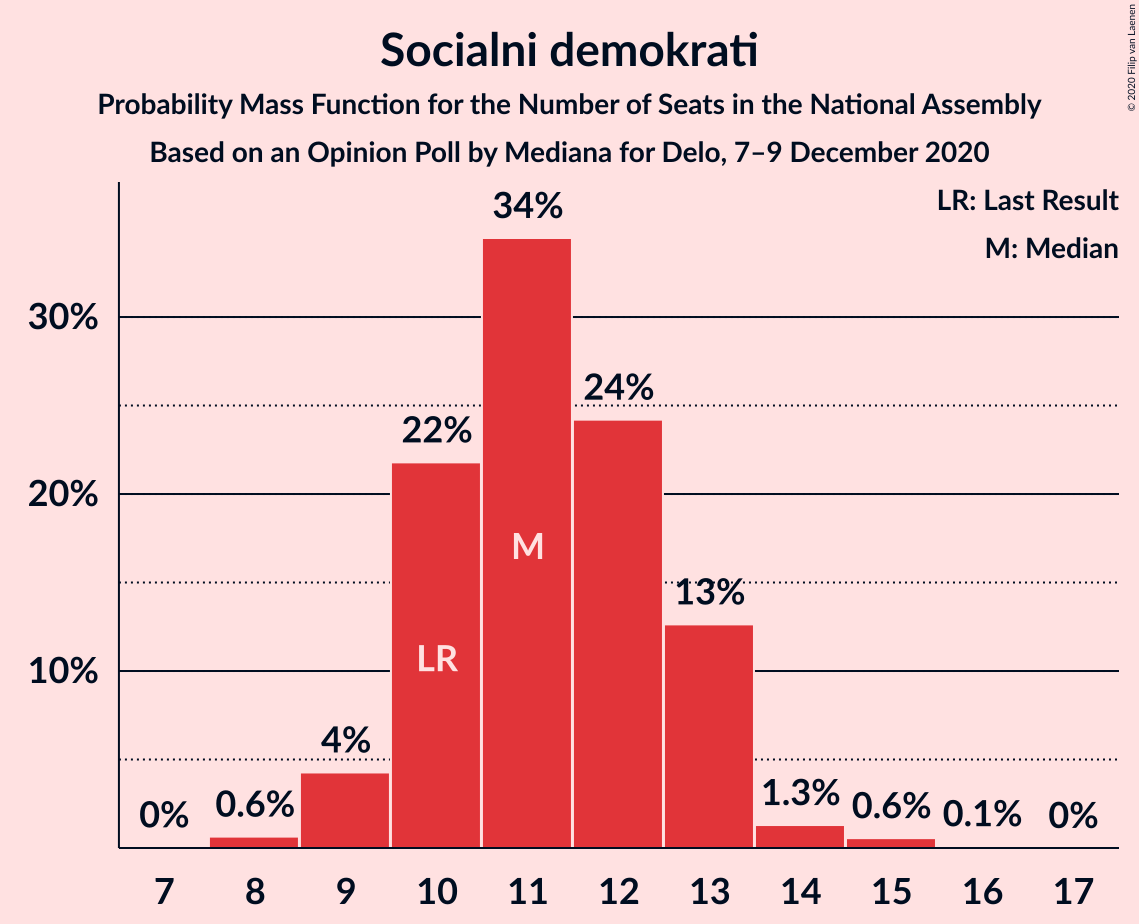 Socialni demokrati
Probability Mass Function for the Number of Seats in the National Assembly
Based on an Opinion Poll by Mediana for Delo, 7–9 December 2020
© 2020 Filip van Laenen
LR: Last Result
M: Median
30%
20%
10%
0%
0.6%
4%
22%
34%
24%
13%
1.3%
0.6%
0.1%
0%
LR
M
7 8 9 10 11 12 13 14 15 16 17